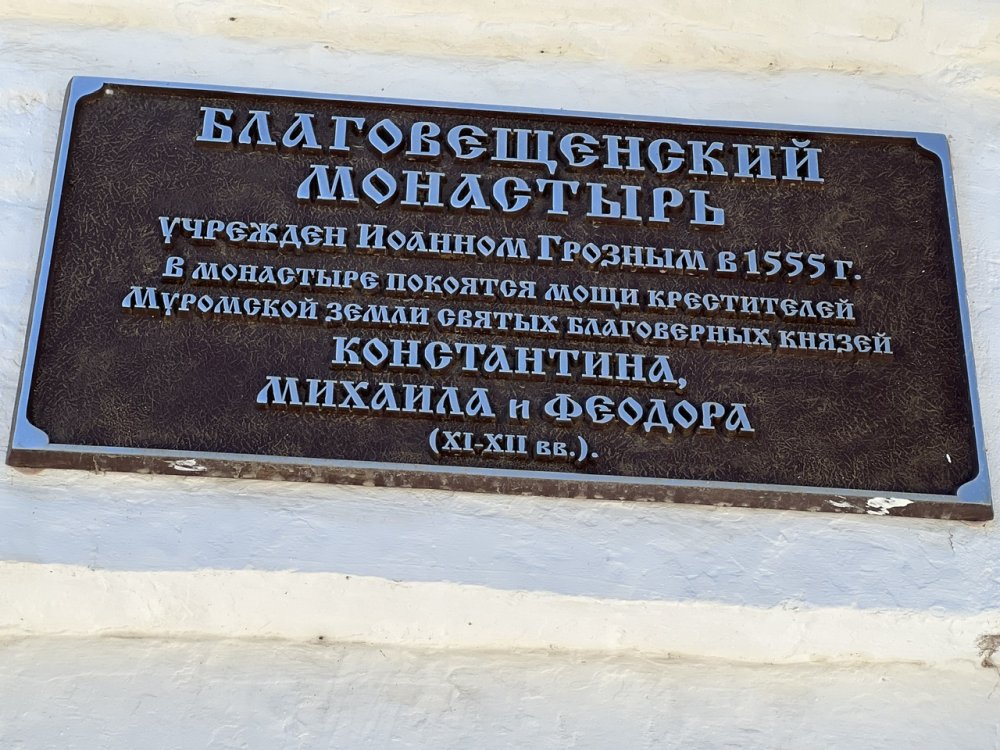 БЛАГОВЕЩЕНСКИЙ
МОНАСТЫРЬ
УЧРЕЖДЕН ИОАННОМ ГРОЗНЫМ В 1555 Г.
В МОНАСТЫРЕ ПОКОЯТСЯ МОЩИ КРЕСТИТЕЛЕЙ
МУРОМСКОЙ ЗЕМЛИ СВЯТЫХ БЛАГОВЕРНЫХ КНЯЗЕЙ
КОНСТАНТИНА,
МИХАИЛА И ФЕОДОРА
(XI-XII ВВ.).